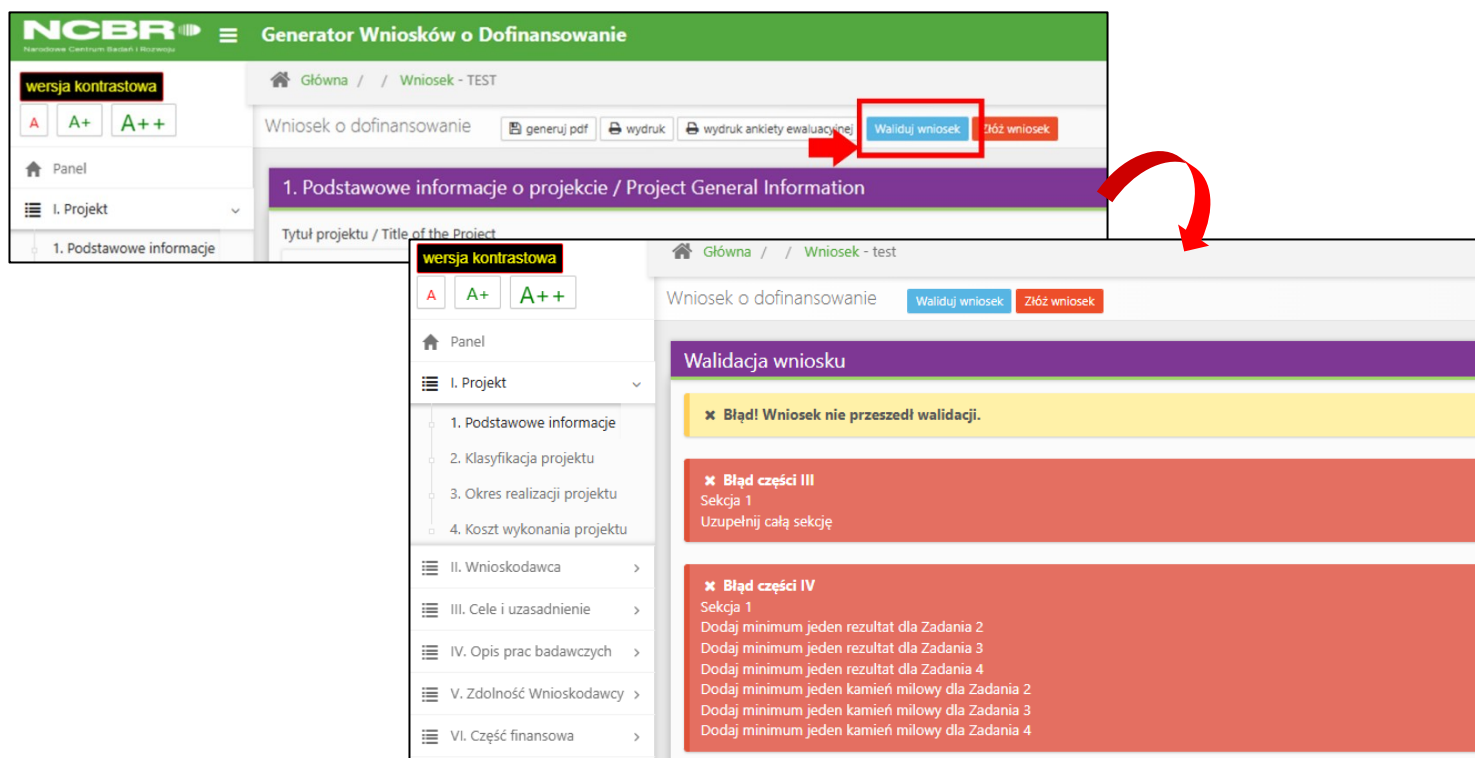 NCBR
Narodowe Centrum Badań i Rozwoju
Generator Wniosków o Dofinansowanie
wersja kontrastowa
A A+ A++
Główna / / Wniosek - TEST
Wniosek o dofinansowanie generuj pdf wydruk wydruk ankiety ewaluacyjnej Waliduj wniosek Złóż wniosek
Panel
I. Projekt
1. Podstawowe informacje
1. Podstawowe informacje o projekcie / Project General Information
Tytuł projektu / Title of the Project
wersja kontrastowa
A A+ A++
Główna / / Wniosek - test
Wniosek o dofinansowanie Waliduj wniosek Złóż wniosek
Panel
I. Projekt
1. Podstawowe informacje
2. Klasyfikacja projektu
3. Okres realizacji projektu
4. Koszt wykonania projektu
II. Wnioskodawca
III. Cele i uzasadnienie
IV. Opis prac badawczych
V. Zdolność Wnioskodawcy
VI. Część finansowa
Walidacja wniosku
Błąd! Wniosek nie przeszedł walidacji.
Błąd części III
Sekcja 1
Uzupełnij całą sekcję
Błąd części IV
Sekcja 1
Dodaj minimum jeden rezultat dla Zadania 2
Dodaj minimum jeden rezultat dla Zadania 3
Dodaj minimum jeden rezultat dla Zadania 4
Dodaj minimum jeden kamień milowy dla Zadania 2
Dodaj minimum jeden kamień milowy dla Zadania 3
Dodaj minimum jeden kamień milowy dla Zadania 4